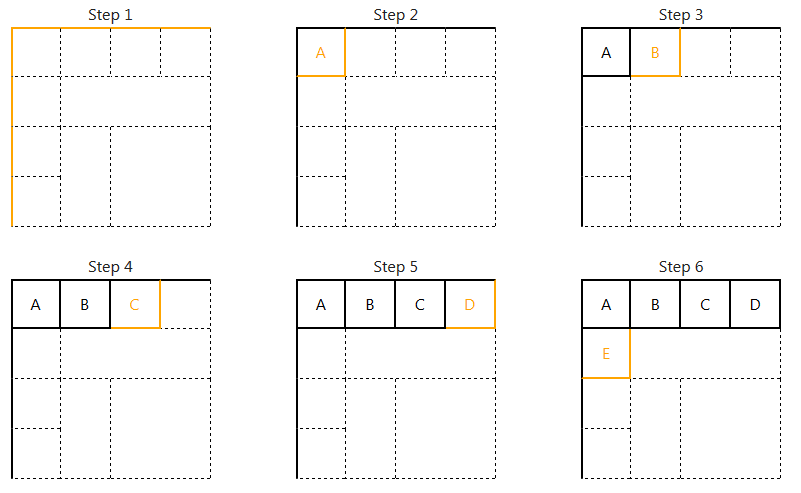 Step 1
Step 2
Step 3
A
A
B
Step 4
Step 5
Step 6
A B C
A B C D
A B C D
E